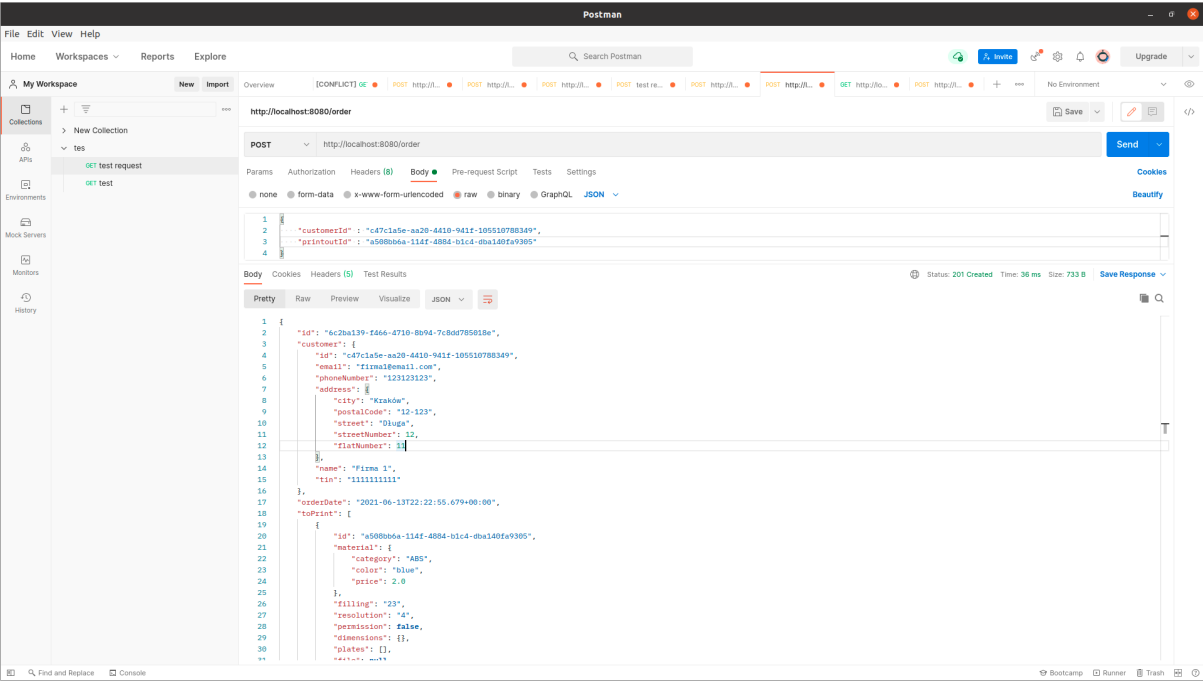 Postman
File Edit View Help
Home Workspaces Reports Explore Search Postman Invite Upgrade
My Workspace New Import Overview [CONFLICT] GE POST http://l... POST http://l... POST http://l... POST test re... POST http://l... POST http://l... GET http://lo... POST http://l... No Environment
Collections
APIs
Environments
Mock Servers
Monitors
History
New Collection
tes
GET test request
GET test
http://localhost:8080/order Save
POST http://localhost:8080/order Send
Params Authorization Headers (8) Body Pre-request Script Tests Settings Cookies
none form-data x-www-form-urlencoded raw binary GraphQL JSON Beautify
1 {
2 "customerId" : "c47c1a5e-aa20-4410-941f-105510788349",
3 "printoutId" : "a508bb6a-114f-4884-b1c4-dba140fa9305"
4 }
Body Cookies Headers (5) Test Results Status: 201 Created Time: 36 ms Size: 733 B Save Response
Pretty Raw Preview Visualize JSON
1 {
2 "id": "6c2ba139-f466-4710-8b94-7c8dd785018e",
3 "customer": {
4 "id": "c47c1a5e-aa20-4410-941f-105510788349",
5 "email": "firma1@email.com",
6 "phoneNumber": "123123123",
7 "address": {
8 "city": "Kraków",
9 "postalCode": "12-123",
10 "street": "Długa",
11 "streetNumber": 12,
12 "flatNumber": 11
13 },
14 "name": "Firma 1",
15 "tin": "1111111111"
16 },
17 "orderDate": "2021-06-13T22:22:55.679+00:00",
18 "toPrint": [
19 {
20 "id": "a508bb6a-114f-4884-b1c4-dba140fa9305",
21 "material": {
22 "category": "ABS",
23 "color": "blue",
24 "price": 2.0
25 },
26 "filling": "23",
27 "resolution": "4",
28 "permission": false,
29 "dimensions": {},
30 "plates": [],
31 "file": null
Find and Replace Console Bootcamp Runner Trash